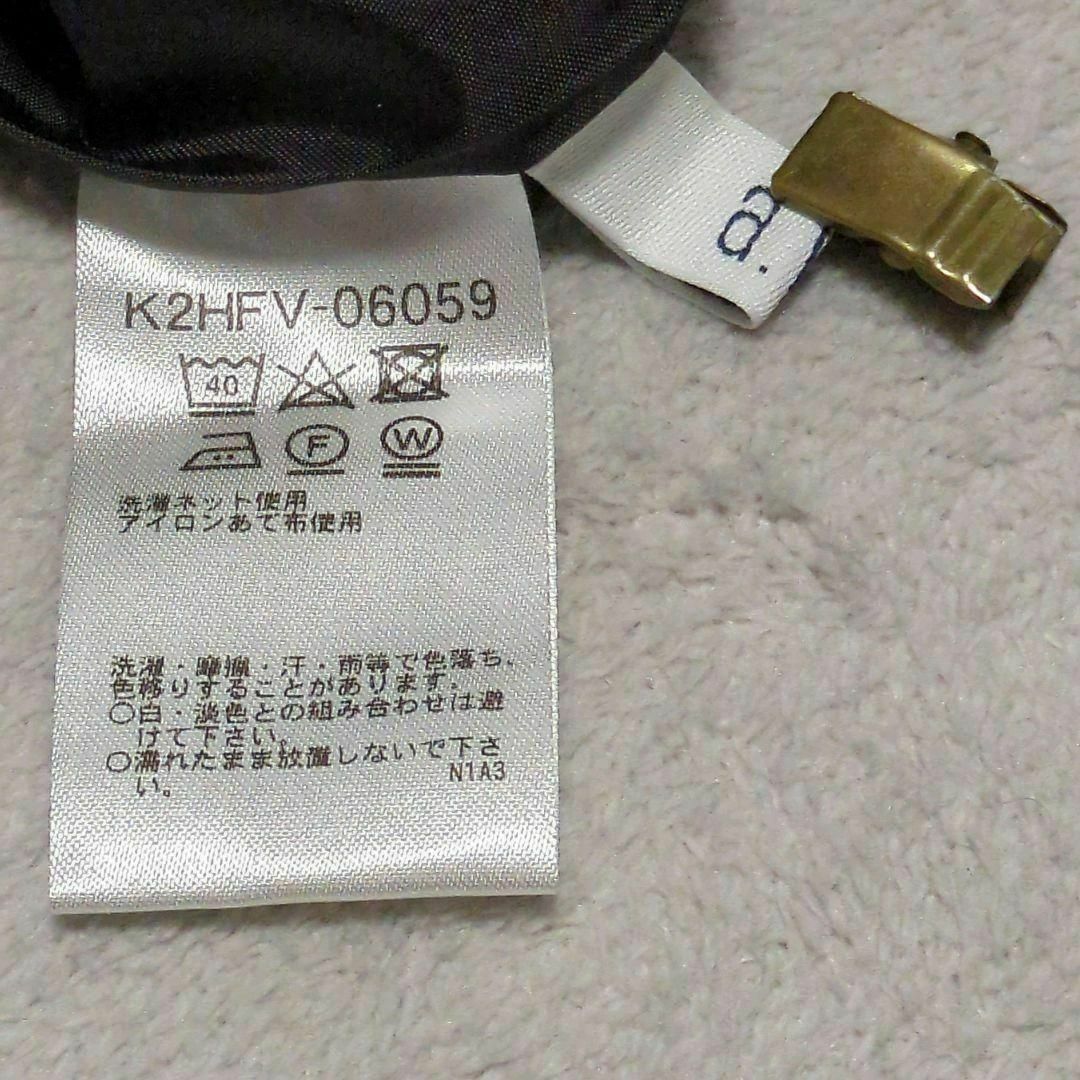 K2HFV-06059
40
F W
洗濯ネット使用
アイロンあて布使用
洗濯・摩擦・汗・雨等で色落ち、
色移りすることがあります。
○白・淡色との組み合わせは避
けて下さい。
○濡れたまま放置しないで下さ
い。
N1A3
a.